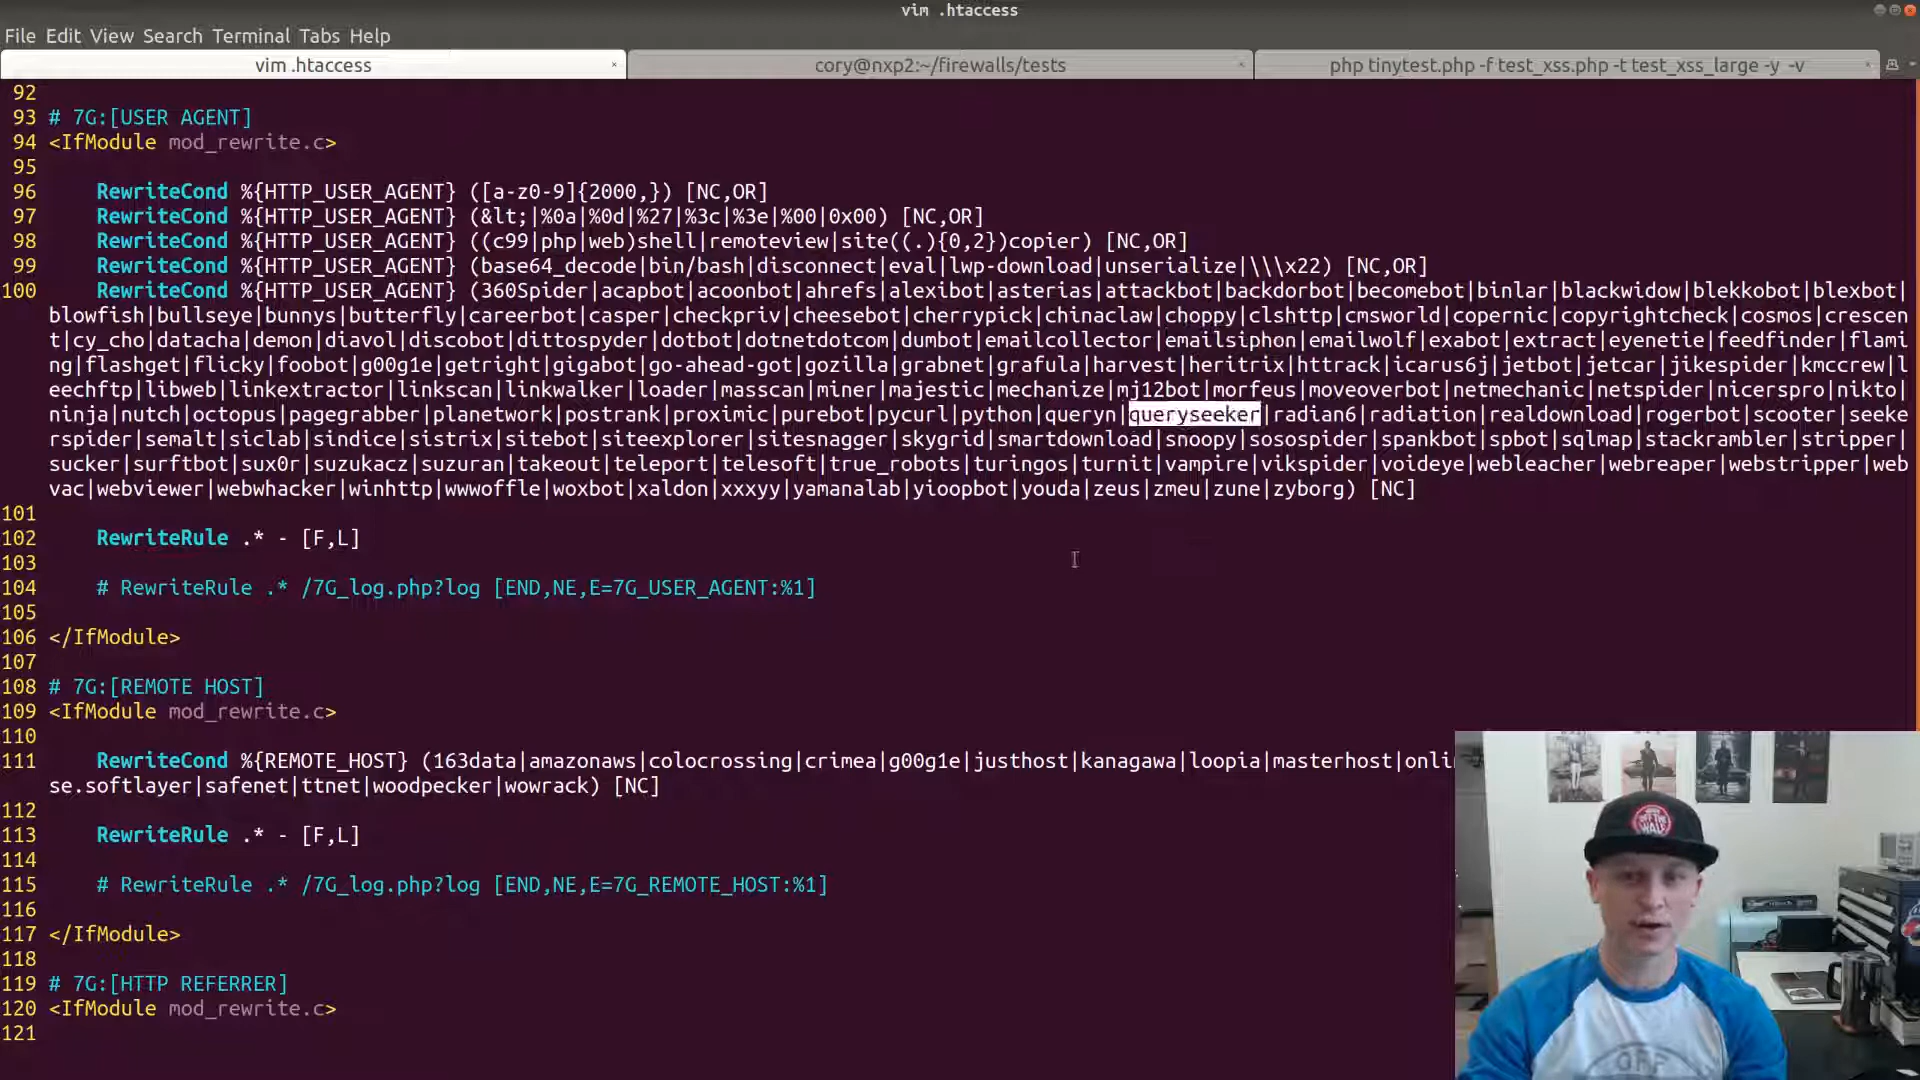 vim .htaccess
File Edit View Search Terminal Tabs Help
vim .htaccess
cory@nxp2:~/firewalls/tests
php tinytest.php -f test_xss.php -t test_xss_large -y -v
92
93 # 7G:[USER AGENT]
94 <IfModule mod_rewrite.c>
95
96 RewriteCond %{HTTP_USER_AGENT} ([a-z0-9]{2000,}) [NC,OR]
97 RewriteCond %{HTTP_USER_AGENT} (&lt;|%0a|%0d|%27|%3c|%3e|%00|0x00) [NC,OR]
98 RewriteCond %{HTTP_USER_AGENT} ((c99|php|web)shell|remoteview|site((.){0,2})copier) [NC,OR]
99 RewriteCond %{HTTP_USER_AGENT} (base64_decode|bin/bash|disconnect|eval|lwp-download|unserialize|\\\x22) [NC,OR]
100 RewriteCond %{HTTP_USER_AGENT} (360Spider|acapbot|acoonbot|ahrefs|alexibot|asterias|attackbot|backdorbot|becomebot|binlar|blackwidow|blekkobot|blexbot|
blowfish|bullseye|bunnys|butterfly|careerbot|casper|checkpriv|cheesebot|cherrypick|chinaclaw|choppy|clshttp|cmsworld|copernic|copyrightcheck|cosmos|crescen
t|cy_cho|datacha|demon|diavol|discobot|dittospyder|dotbot|dotnetdotcom|dumbot|emailcollector|emailsiphon|emailwolf|exabot|extract|eyenetie|feedfinder|flami
ng|flashget|flicky|foobot|g00g1e|getright|gigabot|go-ahead-got|gozilla|grabnet|grafula|harvest|heritrix|httrack|icarus6j|jetbot|jetcar|jikespider|kmccrew|l
eechftp|libweb|linkextractor|linkscan|linkwalker|loader|masscan|miner|majestic|mechanize|mj12bot|morfeus|moveoverbot|netmechanic|netspider|nicerspro|nikto|
ninja|nutch|octopus|pagegrabber|planetwork|postrank|proximic|purebot|pycurl|python|queryn|queryseeker|radian6|radiation|realdownload|rogerbot|scooter|seeke
rspider|semalt|siclab|sindice|sistrix|sitebot|siteexplorer|sitesnagger|skygrid|smartdownload|snoopy|sosospider|spankbot|spbot|sqlmap|stackrambler|stripper|
sucker|surftbot|sux0r|suzukacz|suzuran|takeout|teleport|telesoft|true_robots|turingos|turnit|vampire|vikspider|voideye|webleacher|webreaper|webstripper|web
vac|webviewer|webwhacker|winhttp|wwwoffle|woxbot|xaldon|xxxyy|yamanalab|yioopbot|youda|zeus|zmeu|zune|zyborg) [NC]
101
102 RewriteRule .* - [F,L]
103
104 # RewriteRule .* /7G_log.php?log [END,NE,E=7G_USER_AGENT:%1]
105
106 </IfModule>
107
108 # 7G:[REMOTE HOST]
109 <IfModule mod_rewrite.c>
110
111 RewriteCond %{REMOTE_HOST} (163data|amazonaws|colocrossing|crimea|g00g1e|justhost|kanagawa|loopia|masterhost|onli
se.softlayer|safenet|ttnet|woodpecker|wowrack) [NC]
112
113 RewriteRule .* - [F,L]
114
115 # RewriteRule .* /7G_log.php?log [END,NE,E=7G_REMOTE_HOST:%1]
116
117 </IfModule>
118
119 # 7G:[HTTP REFERRER]
120 <IfModule mod_rewrite.c>
121
OFF THE
WALL
OFF